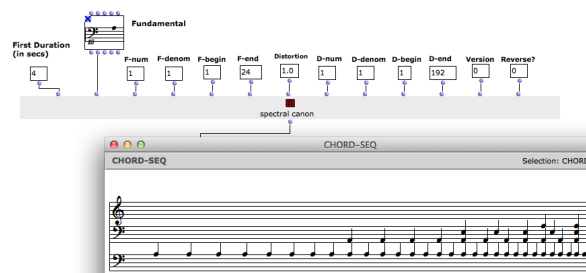 Fundamental
First Duration
(in secs)
F-num F-denom F-begin F-end Distortion D-num D-denom D-begin D-end Version Reverse?
4 1 1 1 24 1.0 1 1 1 192 0 0
spectral canon
CHORD-SEQ
CHORD-SEQ Selection: CHORD